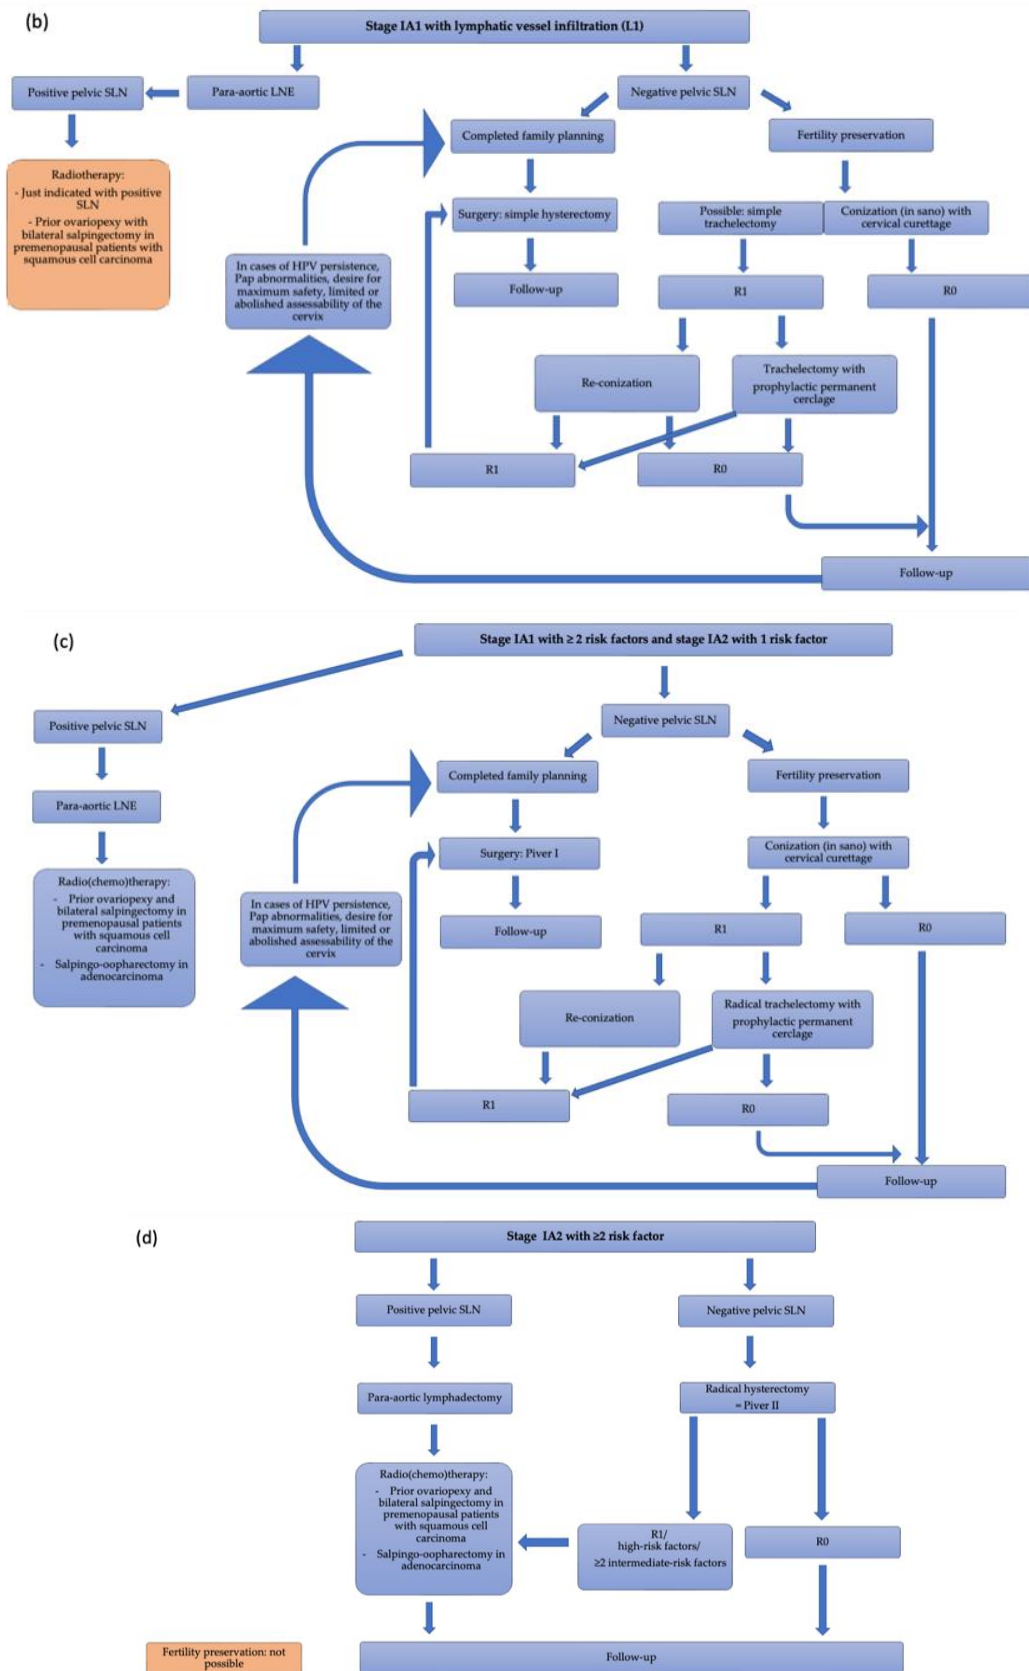 (b)
Stage IA1 with lymphatic vessel infiltration (L1)
Positive pelvic SLN
Para-aortic LNE
Negative pelvic SLN
Completed family planning
Fertility preservation
Radiotherapy:
- Just indicated with positive
SLN
- Prior ovariopexy with
bilateral salpingectomy in
premenopausal patients with
squamous cell carcinoma
Surgery: simple hysterectomy
Possible: simple
trachelectomy
Conization (in sano) with
cervical curettage
In cases of HPV persistence,
Pap abnormalities, desire for
maximum safety, limited or
abolished assessability of the
cervix
Follow-up
R1
R0
Re-conization
Trachelectomy with
prophylactic permanent
cerclage
R1
R0
Follow-up
(c)
Stage IA1 with ≥ 2 risk factors and stage IA2 with 1 risk factor
Positive pelvic SLN
Negative pelvic SLN
Completed family planning
Fertility preservation
Para-aortic LNE
Surgery: Piver I
Conization (in sano) with
cervical curettage
Radio(chemo)therapy:
- Prior ovariopexy and
bilateral salpingectomy in
premenopausal patients
with squamous cell
carcinoma
- Salpingo-oopharectomy in
adenocarcinoma
In cases of HPV persistence,
Pap abnormalities, desire for
maximum safety, limited or
abolished assessability of the
cervix
Follow-up
R1
R0
Re-conization
Radical trachelectomy with
prophylactic permanent
cerclage
R1
R0
Follow-up
(d)
Stage IA2 with ≥2 risk factor
Positive pelvic SLN
Negative pelvic SLN
Para-aortic lymphadectomy
Radical hysterectomy
= Piver II
Radio(chemo)therapy:
- Prior ovariopexy and
bilateral salpingectomy in
premenopausal patients
with squamous cell
carcinoma
- Salpingo-oopharectomy in
adenocarcinoma
R1/
high-risk factors/
≥2 intermediate-risk factors
R0
Fertility preservation: not
possible
Follow-up